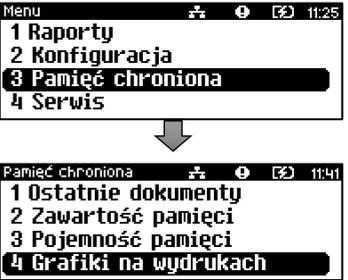 Menu 11:25
1 Raporty
2 Konfiguracja
3 Pamięć chroniona
4 Serwis
Pamięć chroniona 11:41
1 Ostatnie dokumenty
2 Zawartość pamięci
3 Pojemność pamięci
4 Grafiki na wydrukach